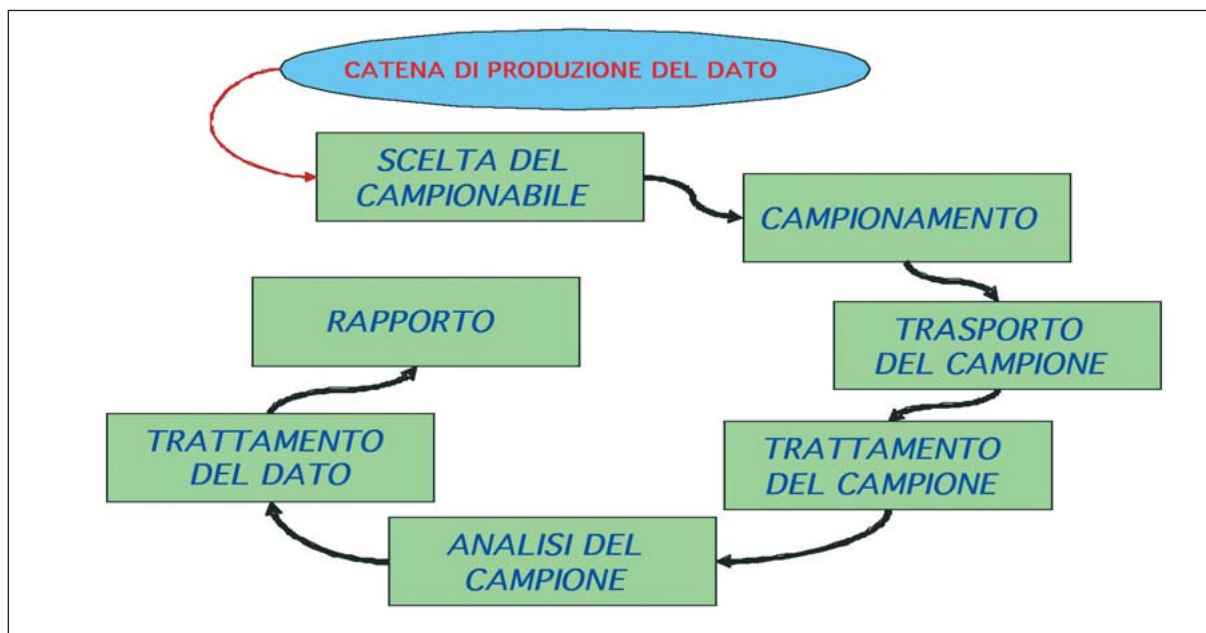 CATENA DI PRODUZIONE DEL DATO
SCELTA DEL
CAMPIONABILE
CAMPIONAMENTO
TRASPORTO
DEL CAMPIONE
TRATTAMENTO
DEL CAMPIONE
ANALISI DEL
CAMPIONE
TRATTAMENTO
DEL DATO
RAPPORTO